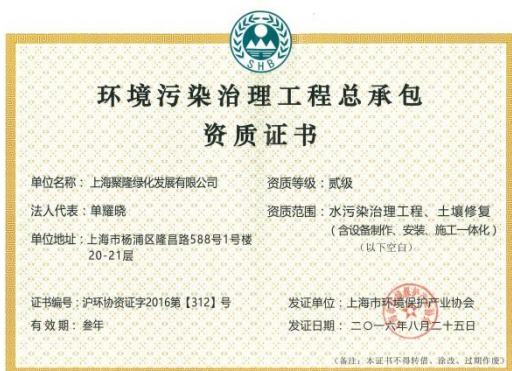 SHB
环境污染治理工程总承包
资质证书
单位名称：上海聚隆绿化发展有限公司
法人代表：单耀晓
单位地址：上海市杨浦区隆昌路588号1号楼
20-21层
资质等级：贰级
资质范围：水污染治理工程、土壤修复
（含设备制作、安装、施工一体化）
（以下空白）
证书编号：沪环协资证字2016第【312】号
有效期：叁年
发证单位：上海市环境保护产业协会
发证日期：二〇一六年八月二十五日
（备注：本证书不得转借、涂改、过期作废）